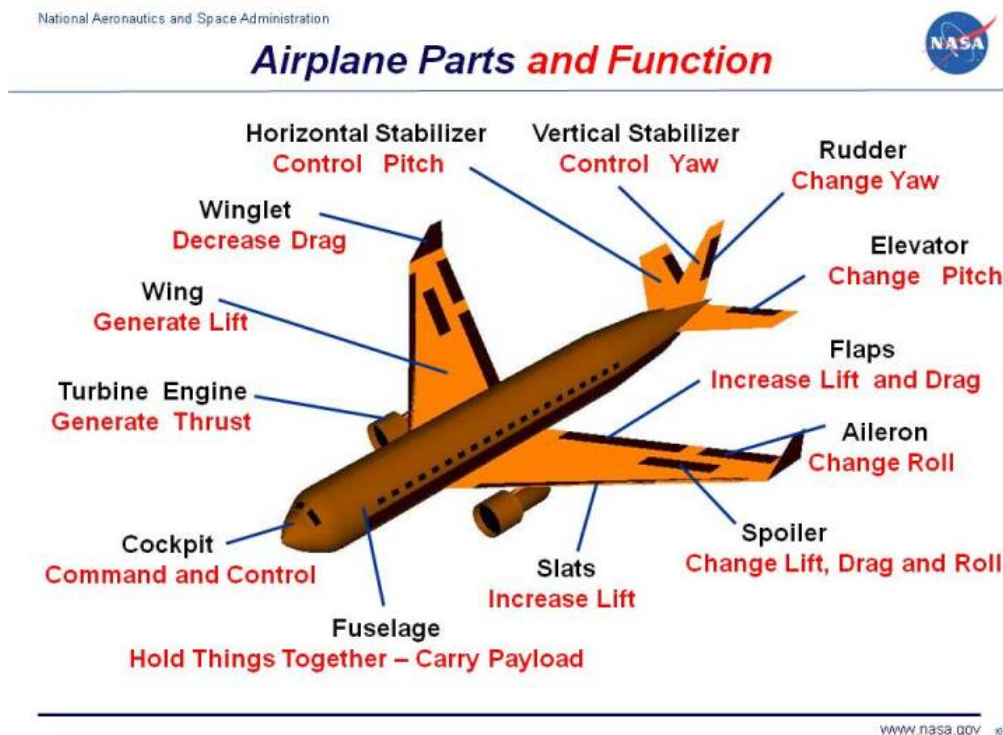 National Aeronautics and Space Administration
NASA
Airplane Parts and Function
Horizontal Stabilizer
Control Pitch
Vertical Stabilizer
Control Yaw
Rudder
Change Yaw
Winglet
Decrease Drag
Elevator
Change Pitch
Wing
Generate Lift
Flaps
Increase Lift and Drag
Turbine Engine
Generate Thrust
Aileron
Change Roll
Spoiler
Change Lift, Drag and Roll
Cockpit
Command and Control
Slats
Increase Lift
Fuselage
Hold Things Together – Carry Payload
www.nasa.gov